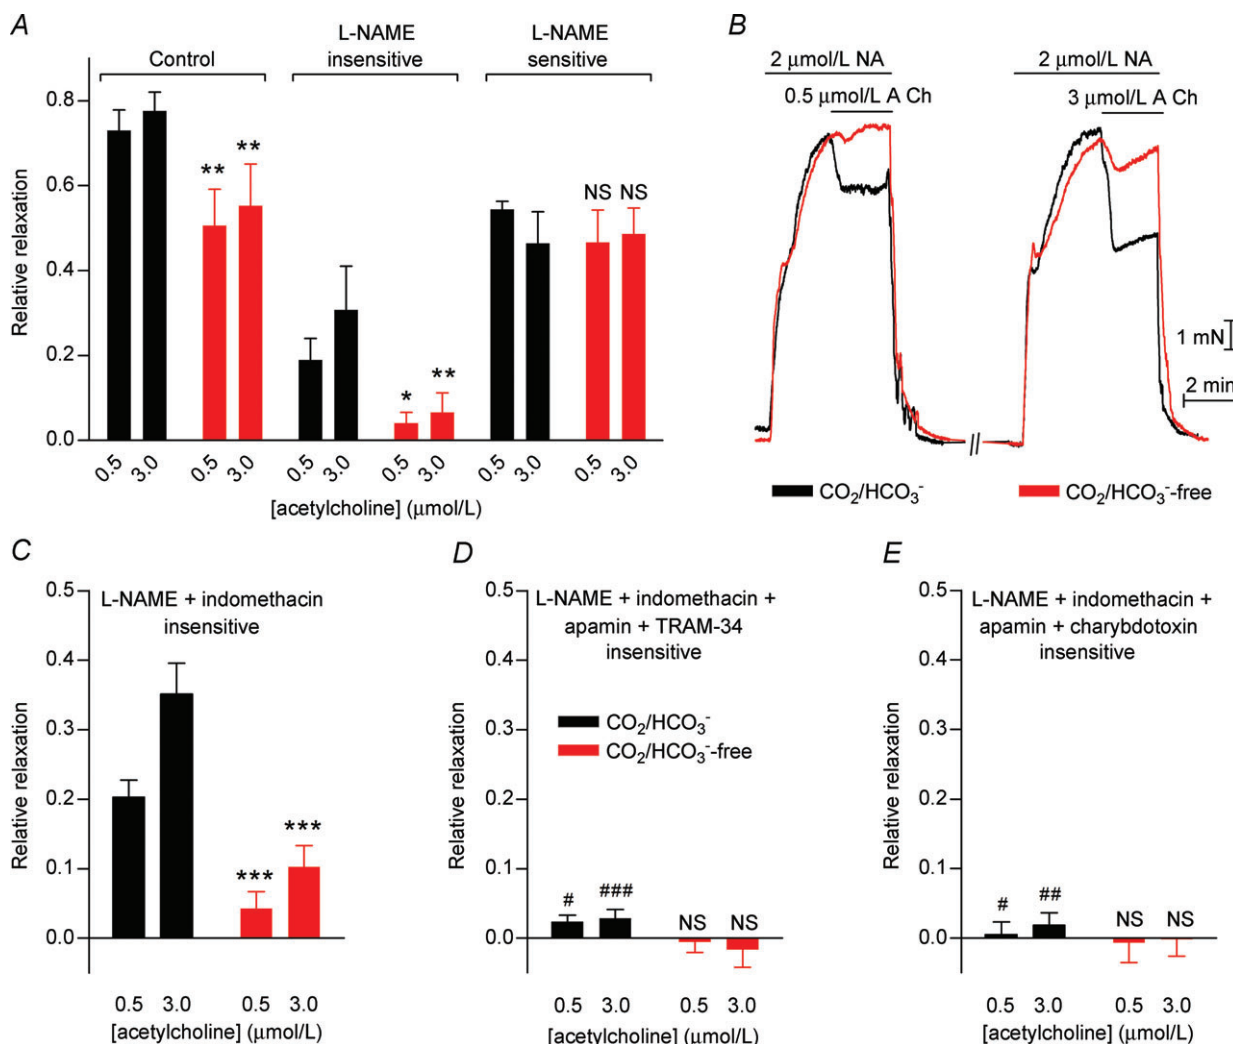 A
L-NAME
insensitive
L-NAME
sensitive
Control
Relative relaxation
0.8
0.6
0.4
0.2
0.0
** **
* **
NS NS
0.5 3.0 0.5 3.0 0.5 3.0 0.5 3.0 0.5 3.0 0.5 3.0
[acetylcholine] (μmol/L)
B
2 μmol/L NA
0.5 μmol/L A Ch
2 μmol/L NA
3 μmol/L A Ch
1 mN
2 min
//
CO₂/HCO₃⁻
CO₂/HCO₃⁻-free
C
L-NAME + indomethacin
insensitive
Relative relaxation
0.5
0.4
0.3
0.2
0.1
0.0
*** ***
0.5 3.0 0.5 3.0
[acetylcholine] (μmol/L)
D
L-NAME + indomethacin +
apamin + TRAM-34
insensitive
CO₂/HCO₃⁻
CO₂/HCO₃⁻-free
Relative relaxation
0.5
0.4
0.3
0.2
0.1
0.0
# ### NS NS
0.5 3.0 0.5 3.0
[acetylcholine] (μmol/L)
E
L-NAME + indomethacin +
apamin + charybdotoxin
insensitive
Relative relaxation
0.5
0.4
0.3
0.2
0.1
0.0
# ## NS NS
0.5 3.0 0.5 3.0
[acetylcholine] (μmol/L)